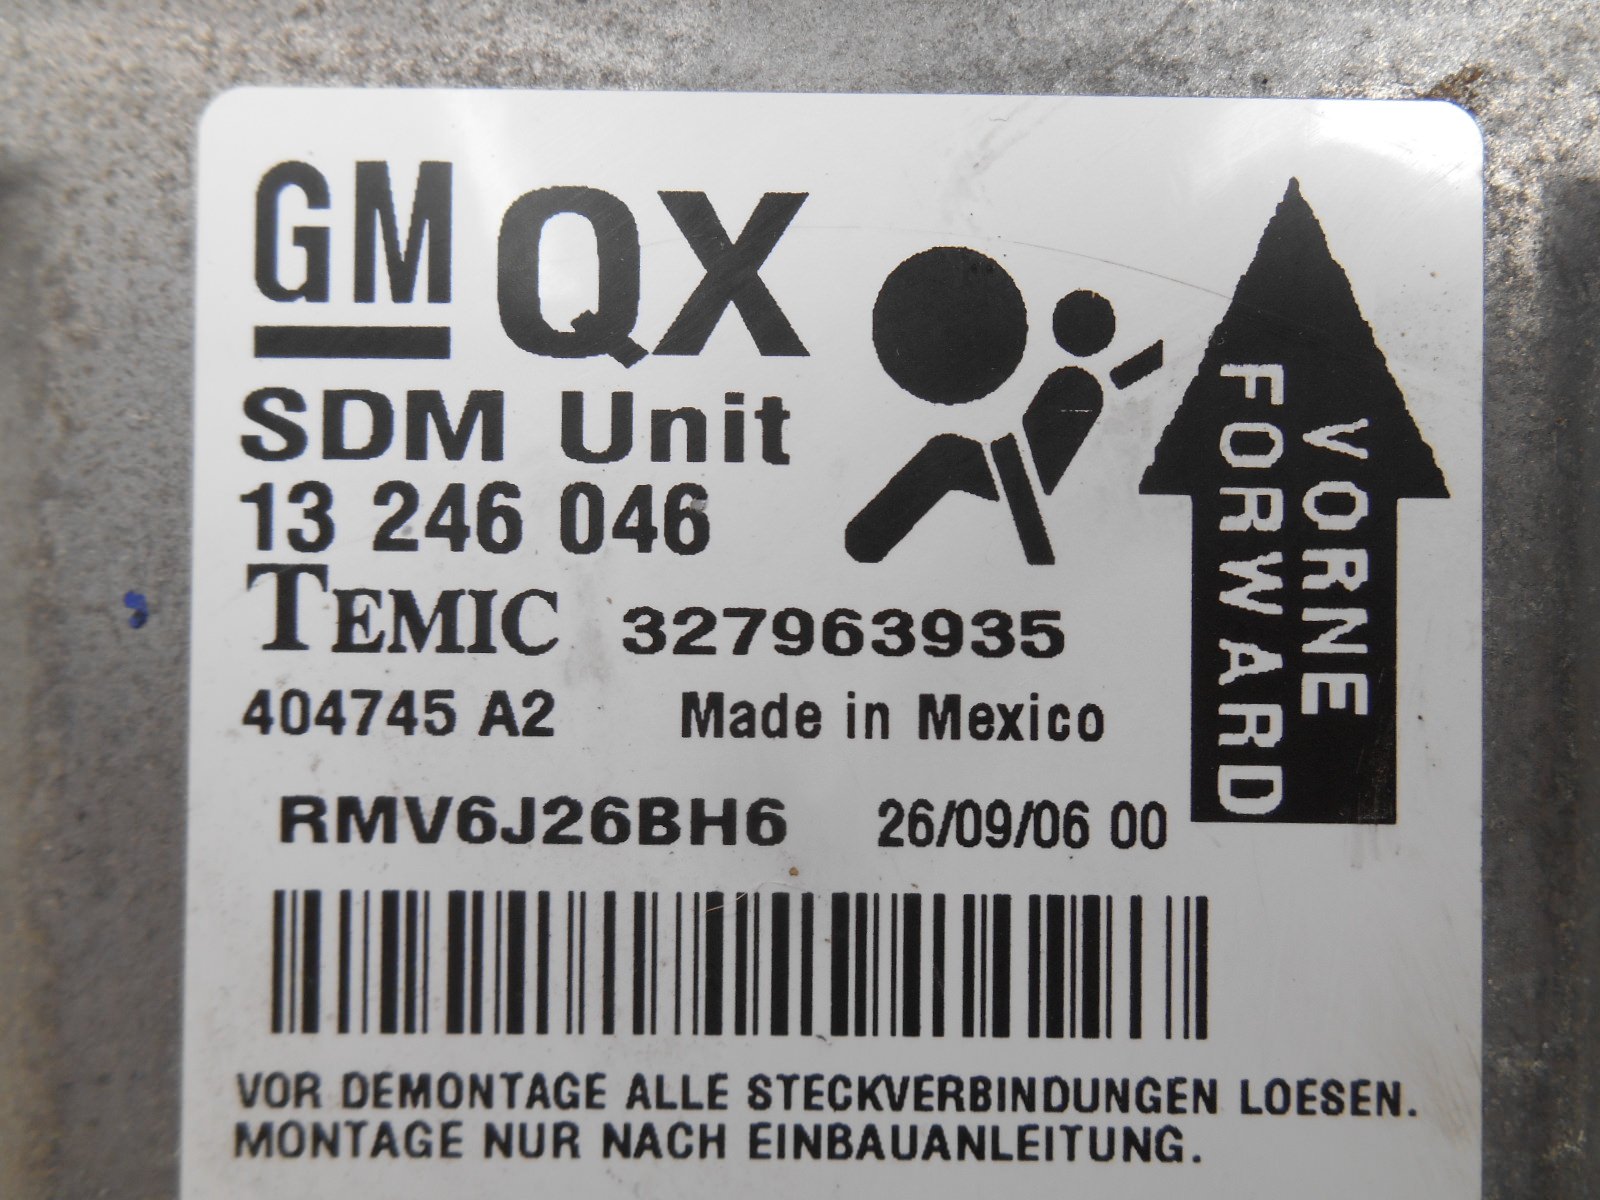 GM QX
SDM Unit
13 246 046
TEMIC 327963935
404745 A2 Made in Mexico
RMV6J26BH6 26/09/06 00
VORNE
FORWARD
VOR DEMONTAGE ALLE STECKVERBINDUNGEN LOESEN.
MONTAGE NUR NACH EINBAUANLEITUNG.